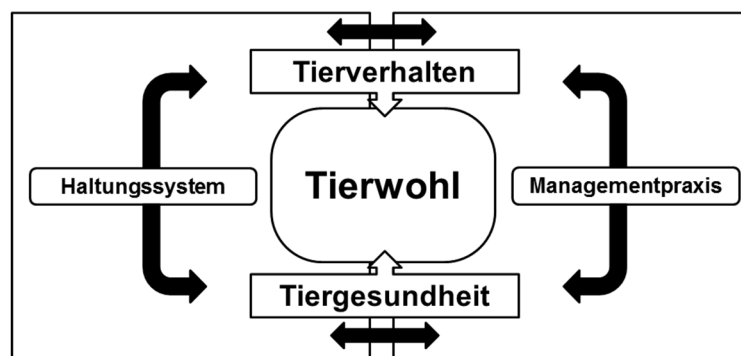 Tierverhalten
Haltungssystem
Tierwohl
Managementpraxis
Tiergesundheit